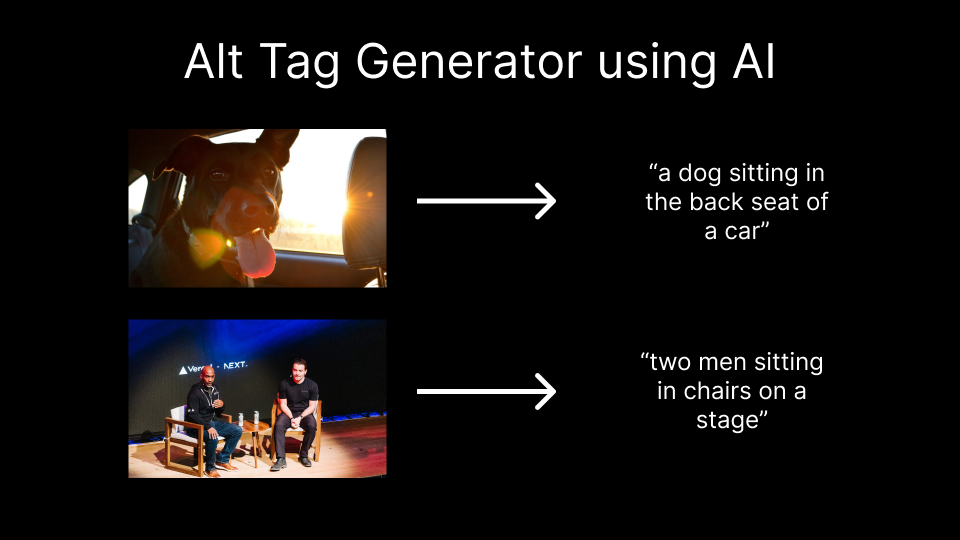 Alt Tag Generator using AI
“a dog sitting in
the back seat of
a car”
NEXT.
“two men sitting
in chairs on a
stage”